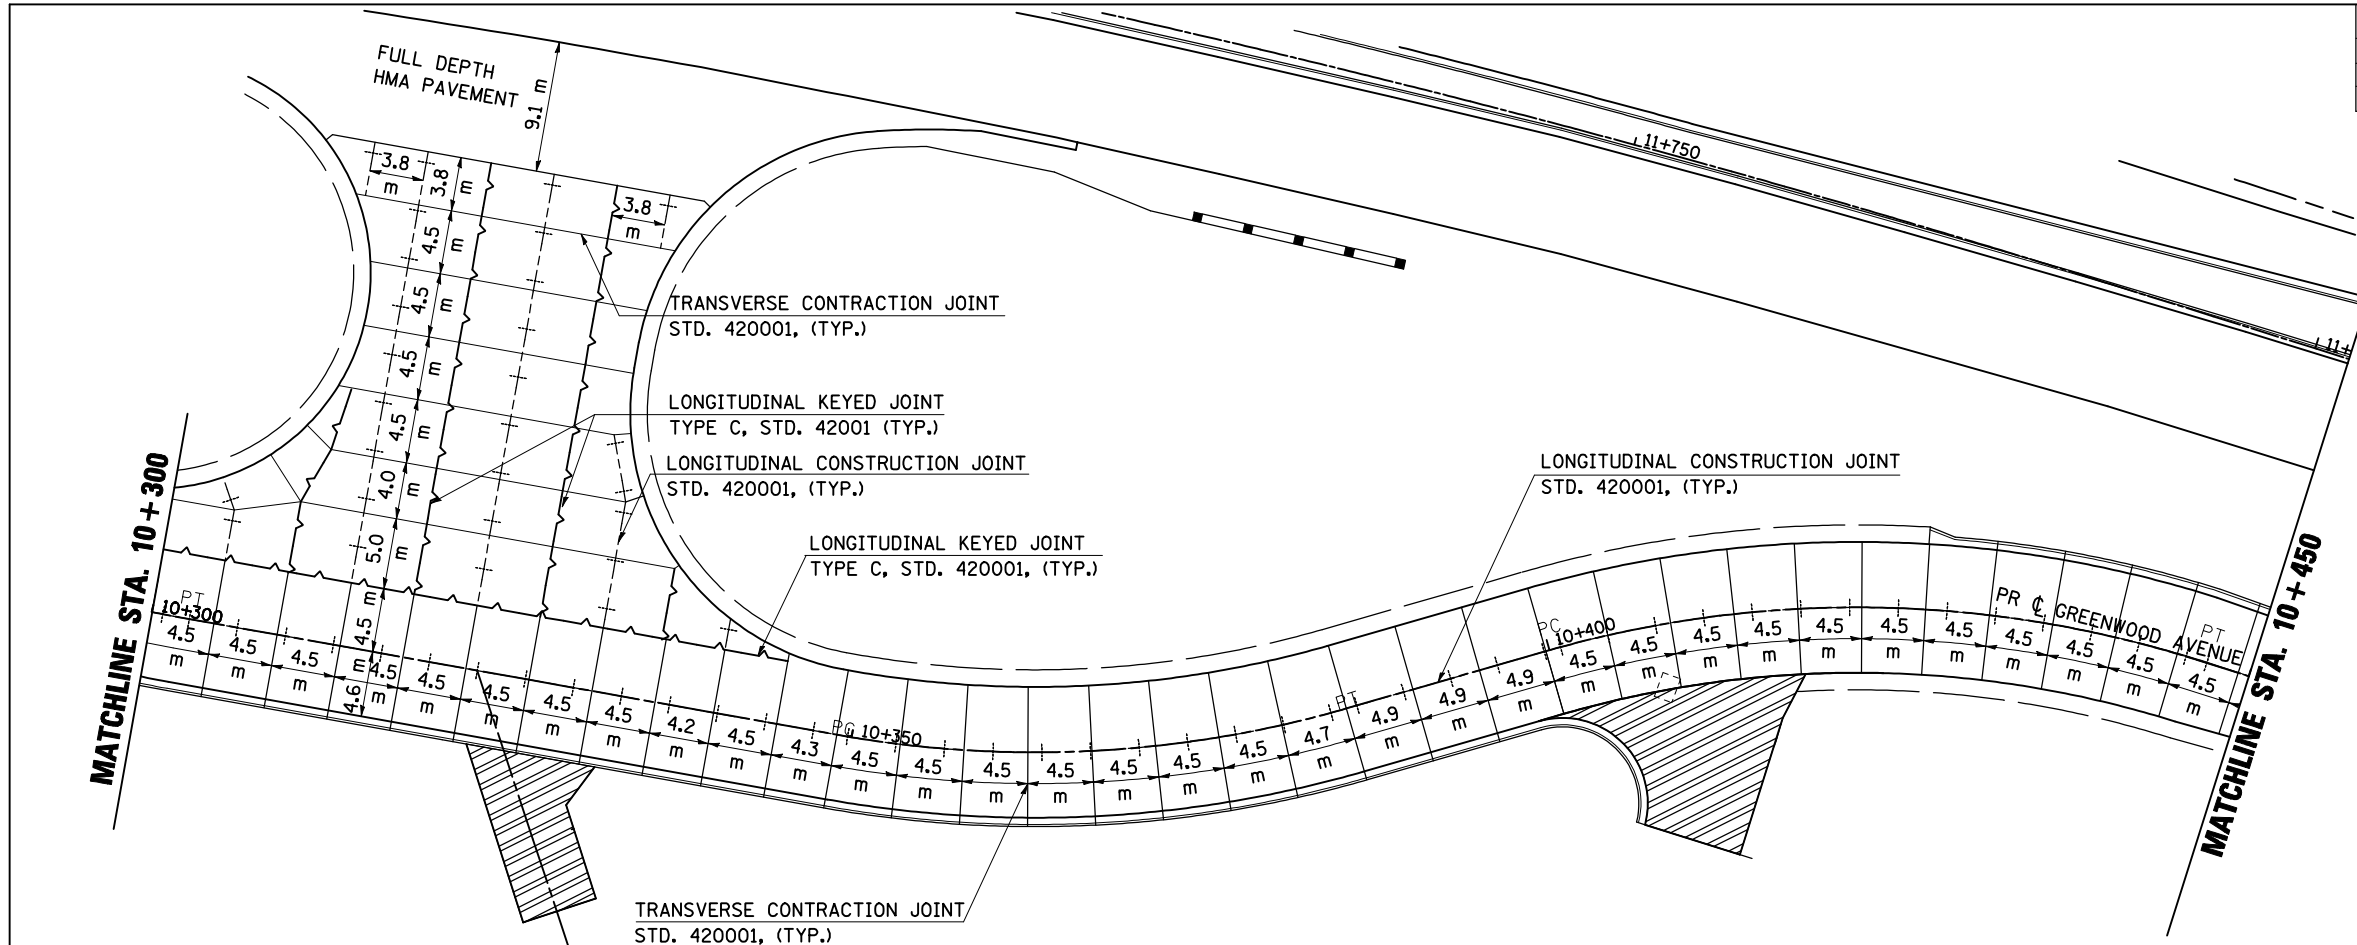 FULL DEPTH
HMA PAVEMENT
9.1 m
11+750
11+
3.8
m
3.8 m
3.8
m
4.5 m
4.5 m
4.5 m
4.5 m
4.0 m
5.0 m
4.5 m
4.6 m
TRANSVERSE CONTRACTION JOINT
STD. 420001, (TYP.)
LONGITUDINAL KEYED JOINT
TYPE C, STD. 42001 (TYP.)
LONGITUDINAL CONSTRUCTION JOINT
STD. 420001, (TYP.)
LONGITUDINAL KEYED JOINT
TYPE C, STD. 420001, (TYP.)
LONGITUDINAL CONSTRUCTION JOINT
STD. 420001, (TYP.)
MATCHLINE STA. 10+300
MATCHLINE STA. 10+450
PT
10+300
PC 10+350
PT
PC
10+400
PR ℄ GREENWOOD AVENUE
PT
4.5 m
4.5 m
4.5 m
4.5 m
4.5 m
4.5 m
4.5 m
4.5 m
4.2 m
4.5 m
4.3 m
4.5 m
4.5 m
4.5 m
4.5 m
4.5 m
4.5 m
4.5 m
4.7 m
4.9 m
4.9 m
4.9 m
4.5 m
4.5 m
4.5 m
4.5 m
4.5 m
4.5 m
4.5 m
4.5 m
4.5 m
4.5 m
4.5 m
TRANSVERSE CONTRACTION JOINT
STD. 420001, (TYP.)